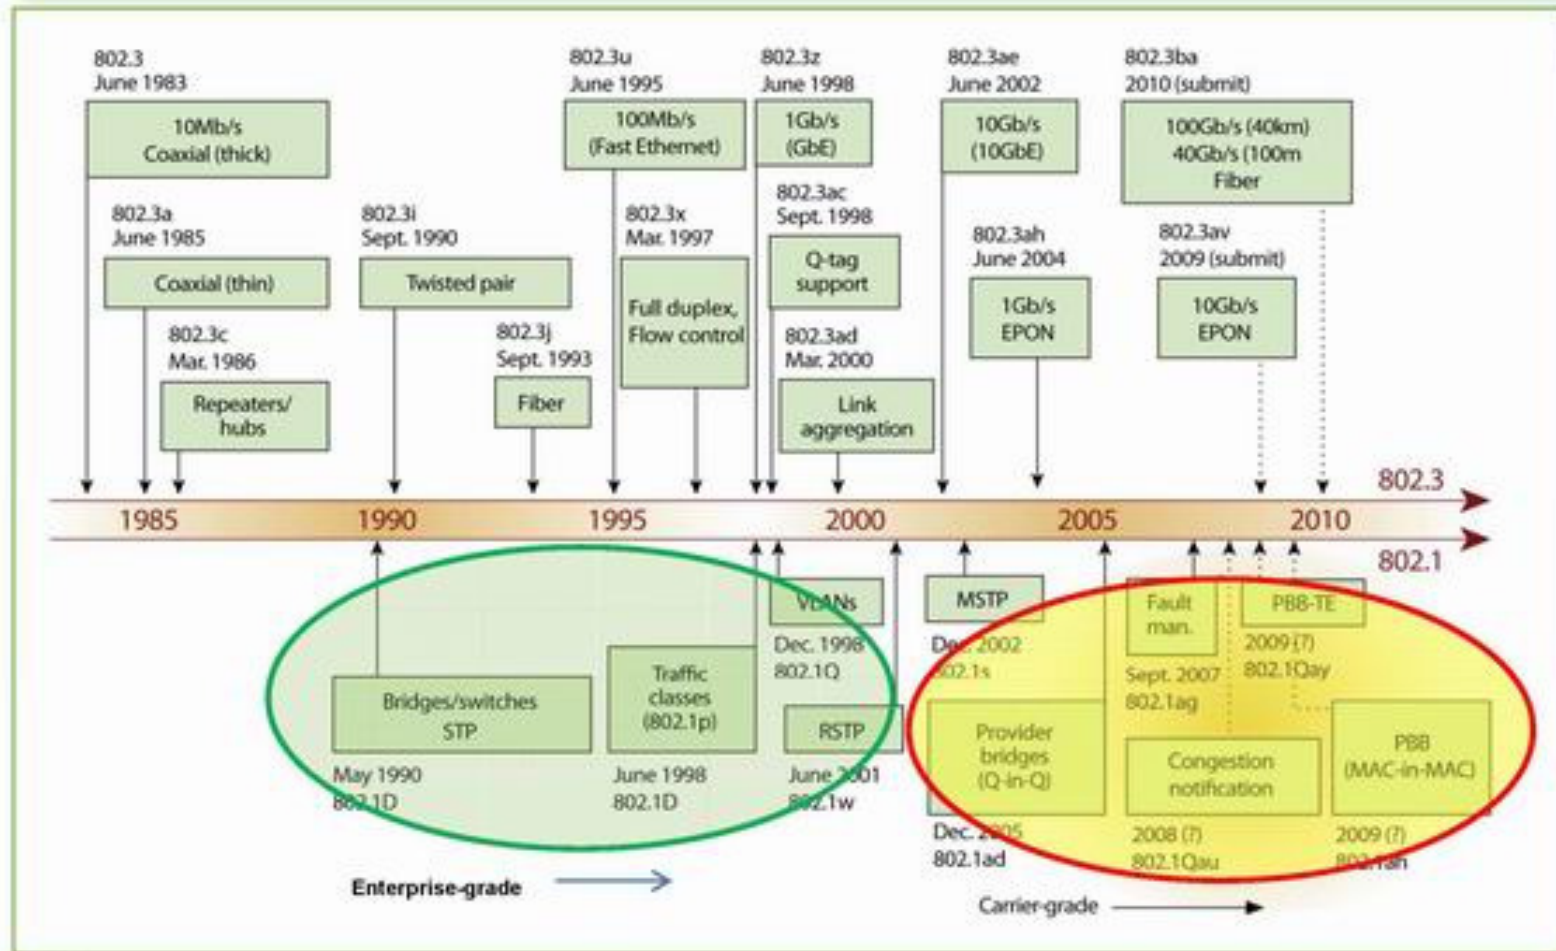 802.3
June 1983
10Mb/s
Coaxial (thick)
802.3a
June 1985
Coaxial (thin)
802.3c
Mar. 1986
Repeaters/
hubs
802.3i
Sept. 1990
Twisted pair
802.3j
Sept. 1993
Fiber
802.3u
June 1995
100Mb/s
(Fast Ethernet)
802.3x
Mar. 1997
Full duplex,
Flow control
802.3z
June 1998
1Gb/s
(GbE)
802.3ac
Sept. 1998
Q-tag
support
802.3ad
Mar. 2000
Link
aggregation
802.3ae
June 2002
10Gb/s
(10GbE)
802.3ah
June 2004
1Gb/s
EPON
802.3ba
2010 (submit)
100Gb/s (40km)
40Gb/s (100m
Fiber
802.3av
2009 (submit)
10Gb/s
EPON
802.3
1985 1990 1995 2000 2005 2010
802.1
Bridges/switches
STP
May 1990
802.1D
Traffic
classes
(802.1p)
June 1998
802.1D
VLANs
Dec. 1998
802.1Q
RSTP
June 2001
802.1w
MSTP
Dec. 2002
802.1s
Provider
bridges
(Q-in-Q)
Dec. 2005
802.1ad
Fault
man.
Sept. 2007
802.1ag
Congestion
notification
2008 (?)
802.1Qau
PBB-TE
2009 (?)
802.1Qay
PBB
(MAC-in-MAC)
2009 (?)
802.1ah
Enterprise-grade
Carrier-grade